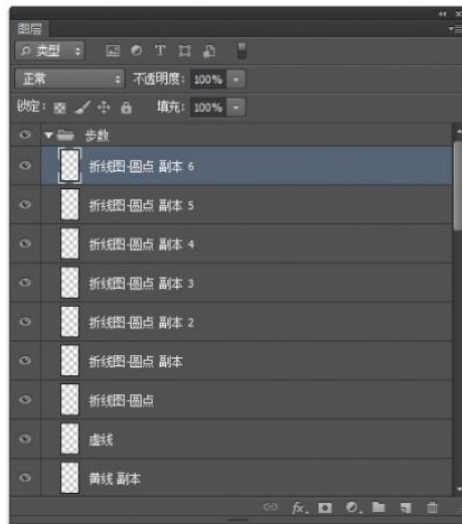 图层
类型
正常 不透明度: 100%
锁定: 填充: 100%
步数
折线图-圆点 副本 6
折线图-圆点 副本 5
折线图-圆点 副本 4
折线图-圆点 副本 3
折线图-圆点 副本 2
折线图-圆点 副本
折线图-圆点
虚线
黄线 副本
fx.